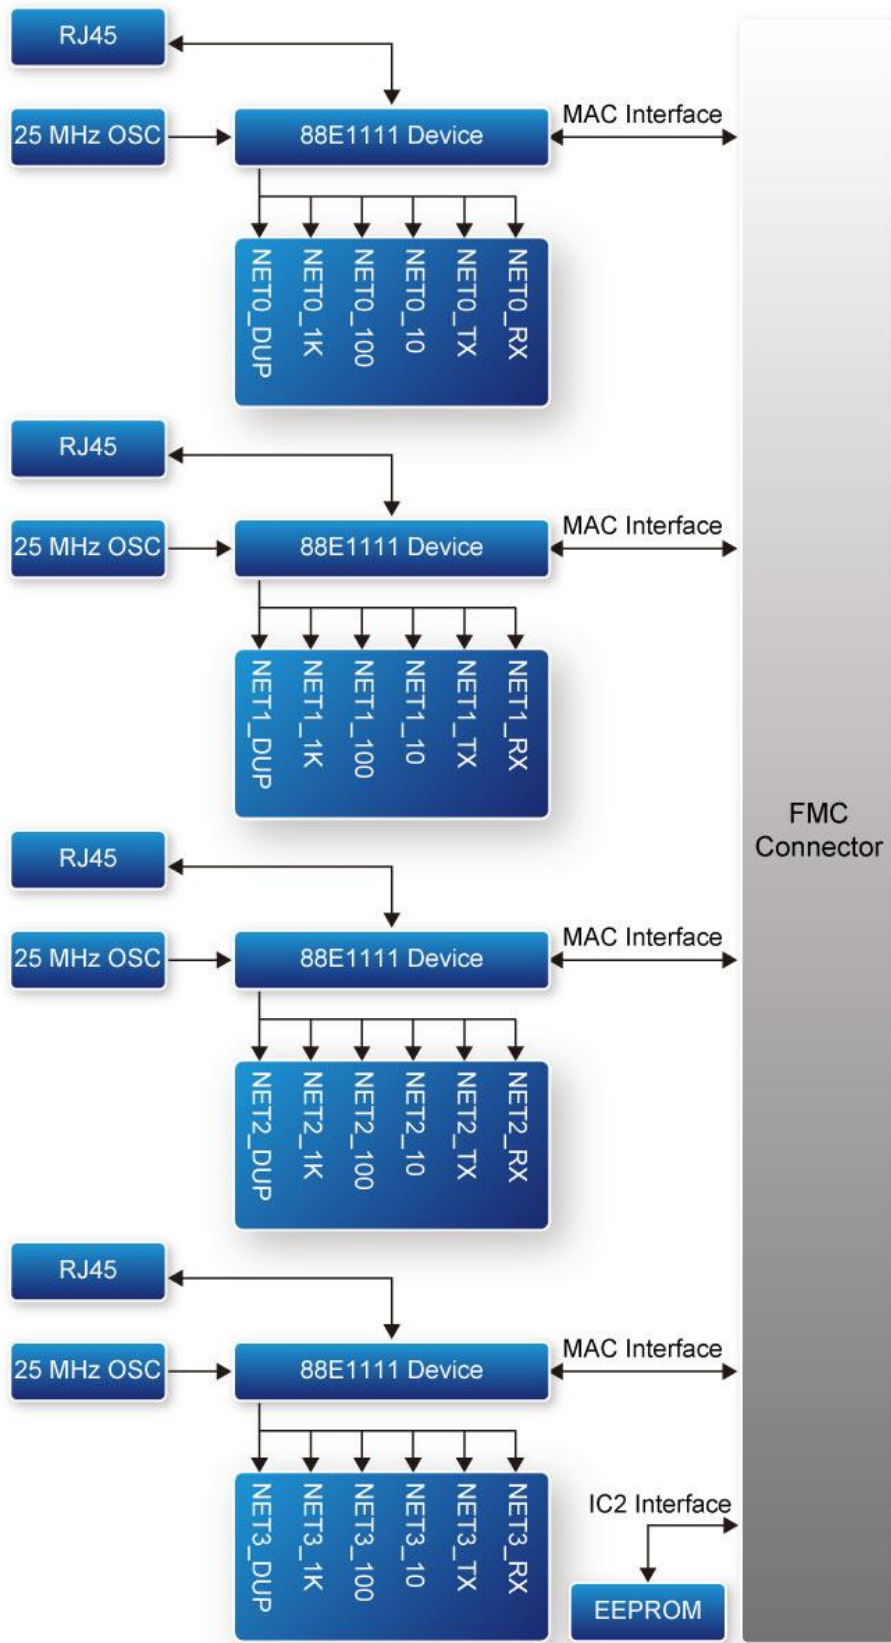 RJ45
25 MHz OSC
88E1111 Device
MAC Interface
NET0_DUP
NET0_1K
NET0_100
NET0_10
NET0_TX
NET0_RX
RJ45
25 MHz OSC
88E1111 Device
MAC Interface
NET1_DUP
NET1_1K
NET1_100
NET1_10
NET1_TX
NET1_RX
FMC
Connector
RJ45
25 MHz OSC
88E1111 Device
MAC Interface
NET2_DUP
NET2_1K
NET2_100
NET2_10
NET2_TX
NET2_RX
RJ45
25 MHz OSC
88E1111 Device
MAC Interface
NET3_DUP
NET3_1K
NET3_100
NET3_10
NET3_TX
NET3_RX
IC2 Interface
EEPROM